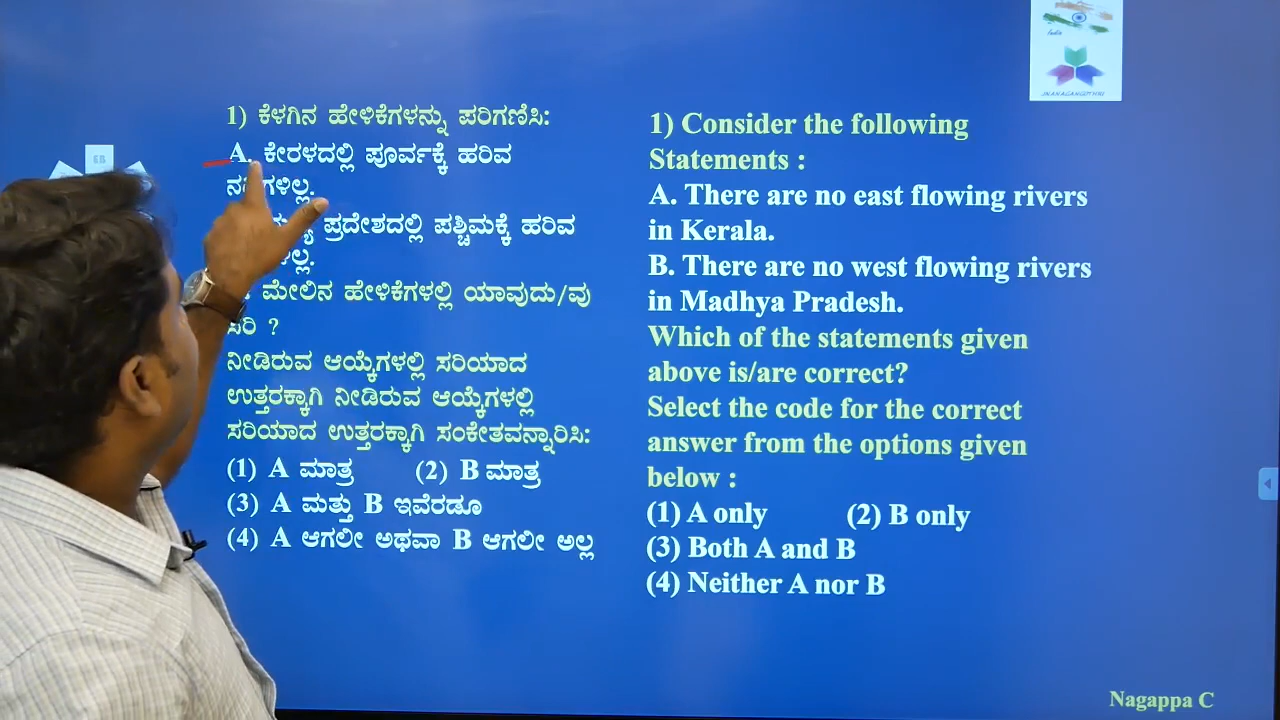 1) ಕೆಳಗಿನ ಹೇಳಿಕೆಗಳನ್ನು ಪರಿಗಣಿಸಿ:
A. ಕೇರಳದಲ್ಲಿ ಪೂರ್ವಕ್ಕೆ ಹರಿವ
ಪ್ರದೇಶದಲ್ಲಿ ಪಶ್ಚಿಮಕ್ಕೆ ಹರಿವ
ಮೇಲಿನ ಹೇಳಿಕೆಗಳಲ್ಲಿ ಯಾವುದು/ವು
ಸರಿ ?
ನೀಡಿರುವ ಆಯ್ಕೆಗಳಲ್ಲಿ ಸರಿಯಾದ
ಉತ್ತರಕ್ಕಾಗಿ ನೀಡಿರುವ ಆಯ್ಕೆಗಳಲ್ಲಿ
ಸರಿಯಾದ ಉತ್ತರಕ್ಕಾಗಿ ಸಂಕೇತವನ್ನಾರಿಸಿ:
(1) A ಮಾತ್ರ (2) B ಮಾತ್ರ
(3) A ಮತ್ತು B ಇವೆರಡೂ
(4) A ಆಗಲೀ ಅಥವಾ B ಆಗಲೀ ಅಲ್ಲ
1) Consider the following
Statements :
A. There are no east flowing rivers
in Kerala.
B. There are no west flowing rivers
in Madhya Pradesh.
Which of the statements given
above is/are correct?
Select the code for the correct
answer from the options given
below :
(1) A only (2) B only
(3) Both A and B
(4) Neither A nor B
India
JNANAGANGOTHRI
Nagappa C